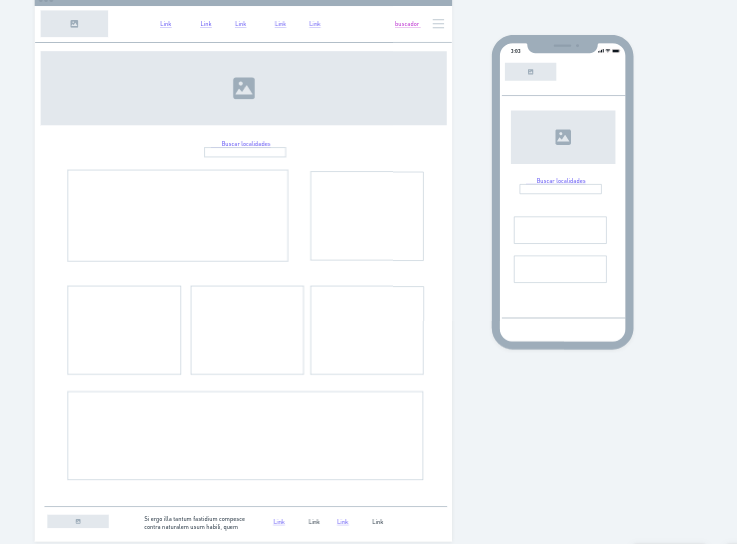 Link Link Link Link Link buscador
Buscar localidades
Si ergo illa tantum fastidium compesce
contra naturalem usum habili, quem
Link Link Link Link
3:03
Buscar localidades